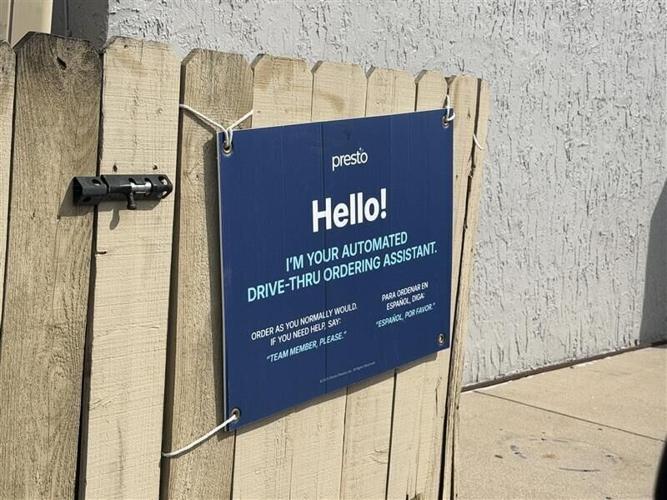 presto
Hello!
I'M YOUR AUTOMATED
DRIVE-THRU ORDERING ASSISTANT.
ORDER AS YOU NORMALLY WOULD.
IF YOU NEED HELP, SAY:
"TEAM MEMBER, PLEASE."
PARA ORDENAR EN
ESPAÑOL, DIGA:
"ESPAÑOL, POR FAVOR."